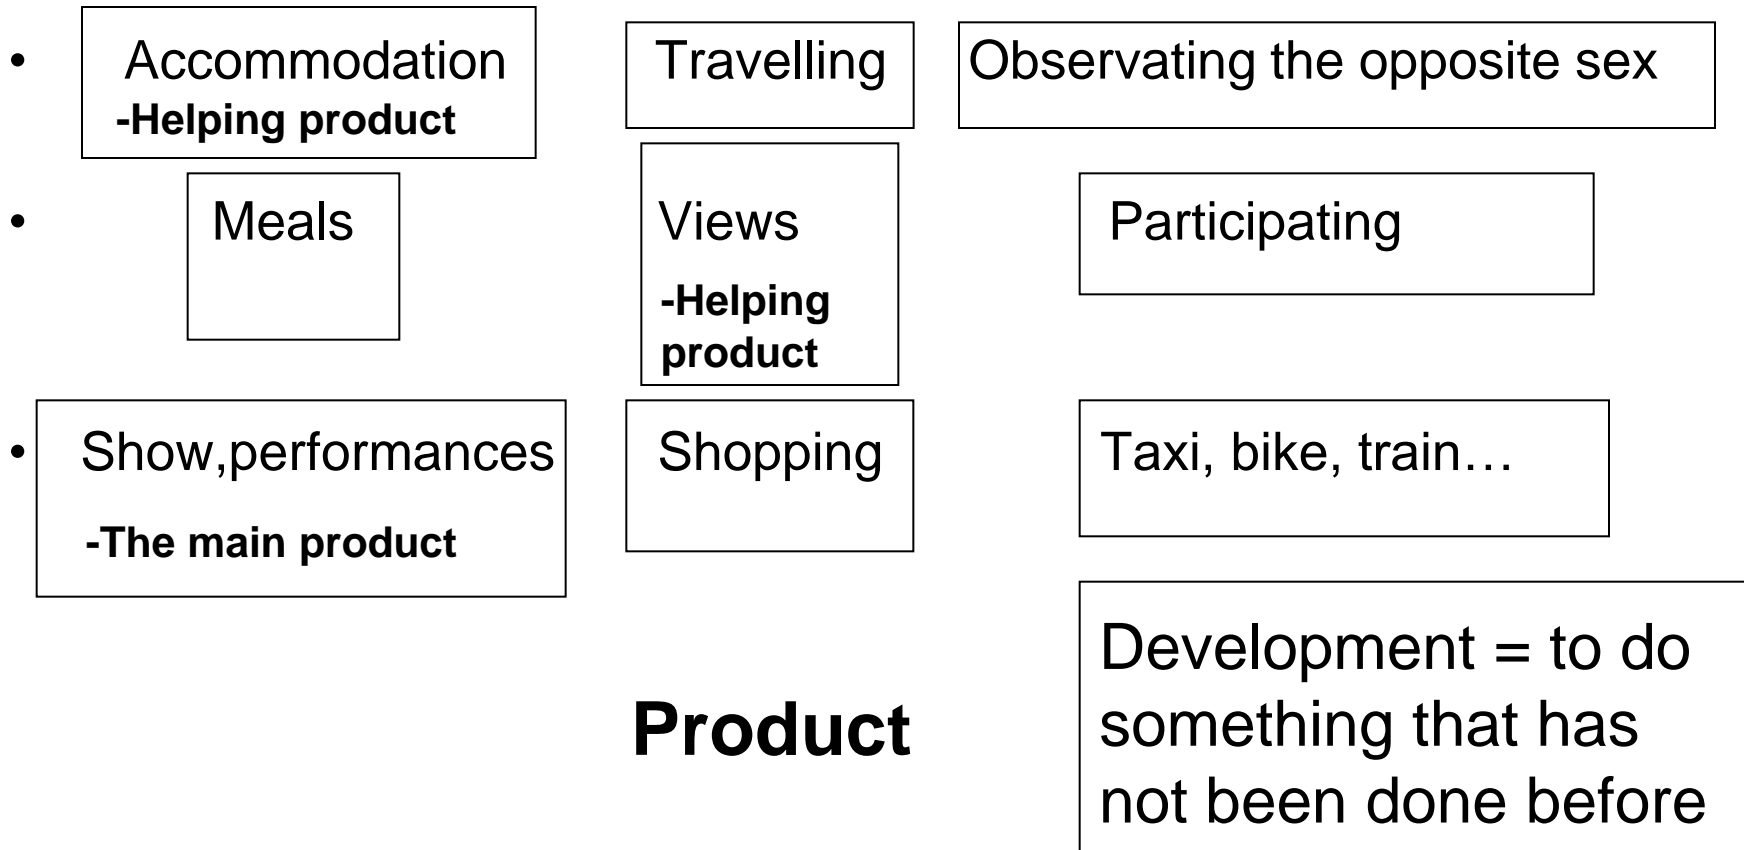 • Accommodation Travelling Observating the opposite sex
-Helping product
• Meals Views Participating
-Helping
product
• Show,performances Shopping Taxi, bike, train…
-The main product
Product
Development = to do
something that has
not been done before